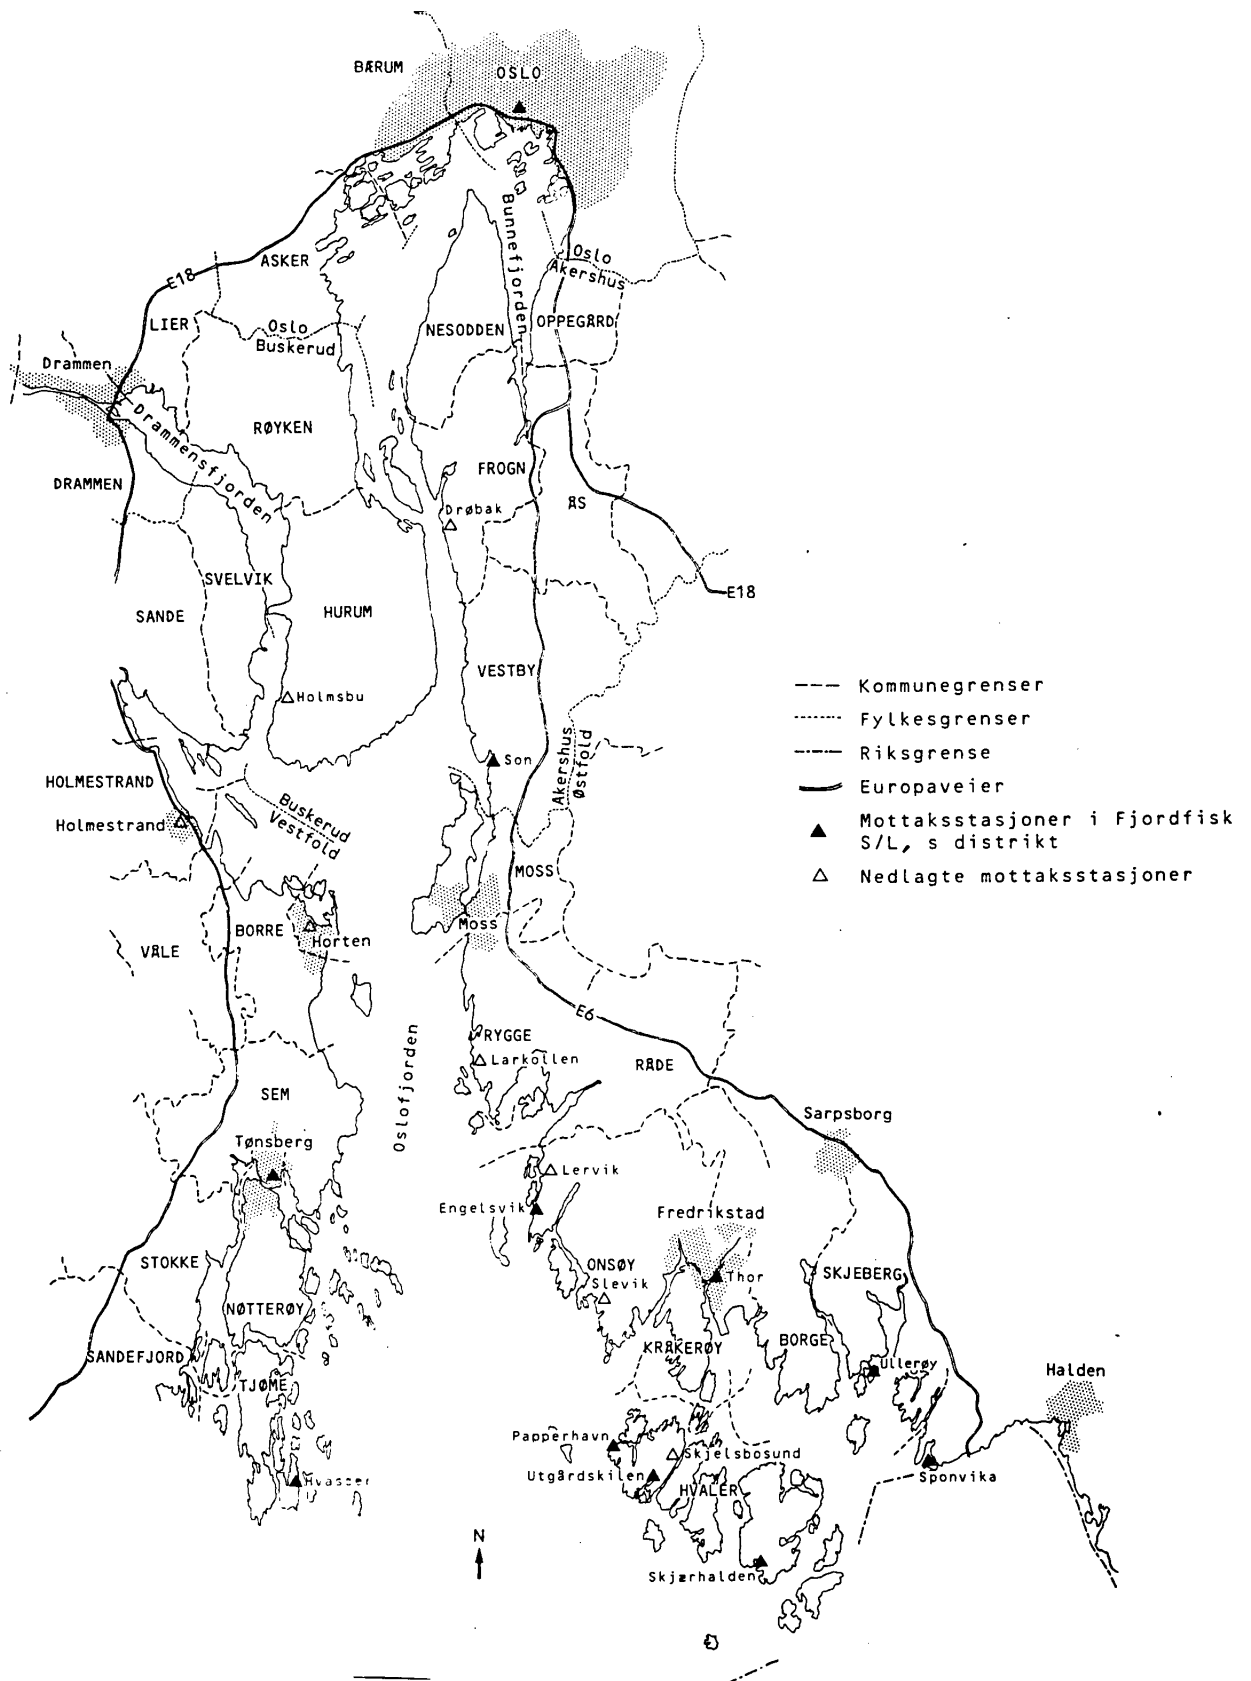 BÆRUM
OSLO
Bunnefjorden
ASKER
Oslo
Akershus
E18
LIER
Oslo
Buskerud
NESODDEN
OPPEGÅRD
Drammen
Drammensfjorden
RØYKEN
FROGN
DRAMMEN
ÅS
Drøbak
SVELVIK
E18
SANDE
HURUM
VESTBY
Holmsbu
Kommunegrenser
Fylkesgrenser
Riksgrense
Europaveier
Mottaksstasjoner i Fjordfisk
S/L, s distrikt
Nedlagte mottaksstasjoner
Akershus
Østfold
Son
HOLMESTRAND
Buskerud
Vestfold
Holmestrand
MOSS
Moss
BORRE
Horten
VÅLE
E6
Oslofjorden
RYGGE
Larkollen
RÅDE
SEM
Sarpsborg
Tønsberg
Lervik
Engelsvik
Fredrikstad
STOKKE
ONSØY
Slevik
Thor
SKJEBERG
NØTTERØY
KRÅKERØY
BORGE
SANDEFJORD
Ullerøy
Halden
TJØME
Papperhavn
Skjelsbosund
Utgårdskilen
HVALER
Sponvika
Hvasser
N
Skjærhalden